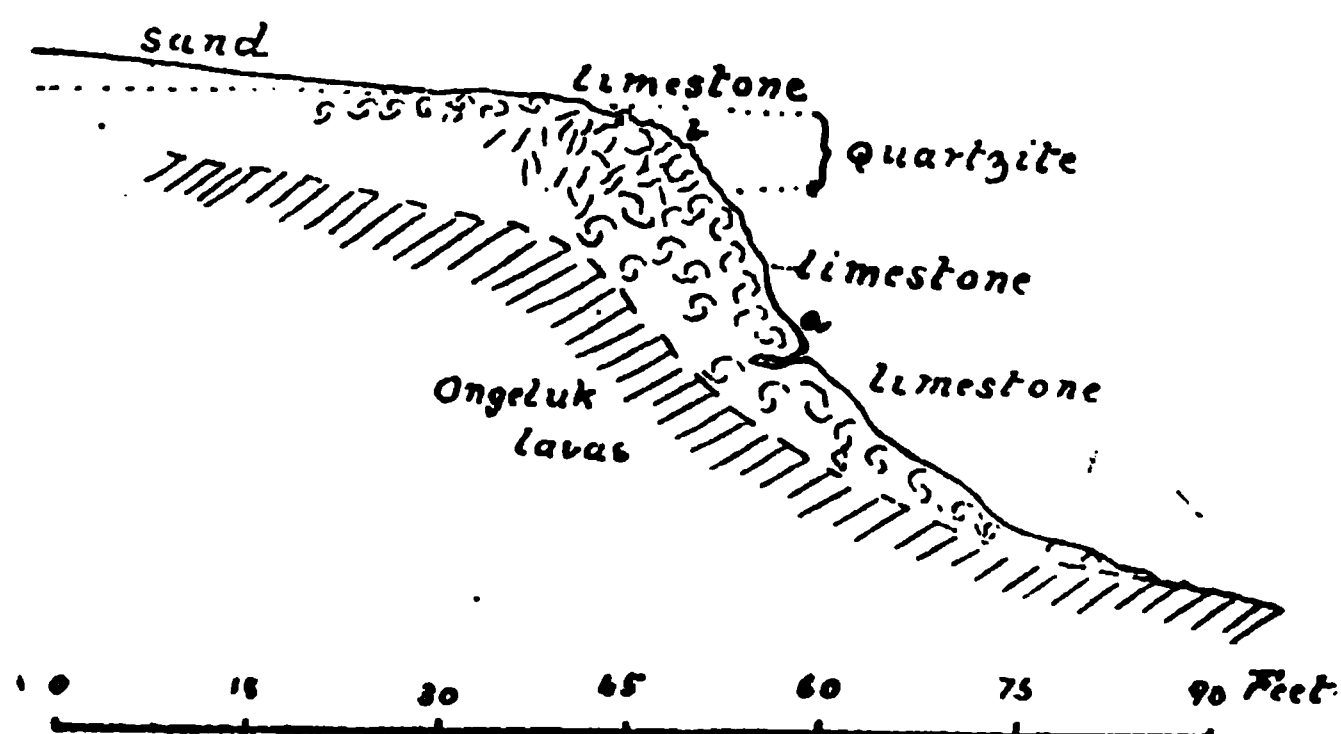 sand
limestone
Quartzite
limestone
a
limestone
Ongeluk
lavas
0 15 30 45 60 75 90 Feet